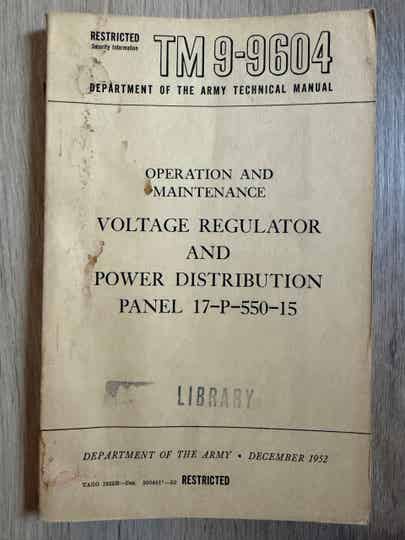 RESTRICTED
Security Information
TM 9-9604
DEPARTMENT OF THE ARMY TECHNICAL MANUAL
OPERATION AND
MAINTENANCE
VOLTAGE REGULATOR
AND
POWER DISTRIBUTION
PANEL 17-P-550-15
LIBRARY
DEPARTMENT OF THE ARMY • DECEMBER 1952
TAGO RESTRICTED